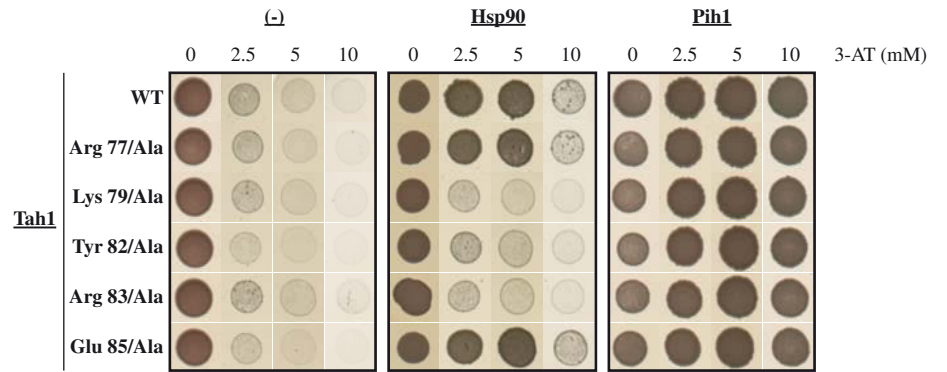 (-) Hsp90 Pih1
0 2.5 5 10 0 2.5 5 10 0 2.5 5 10 3-AT (mM)
WT
Arg 77/Ala
Lys 79/Ala
Tah1
Tyr 82/Ala
Arg 83/Ala
Glu 85/Ala